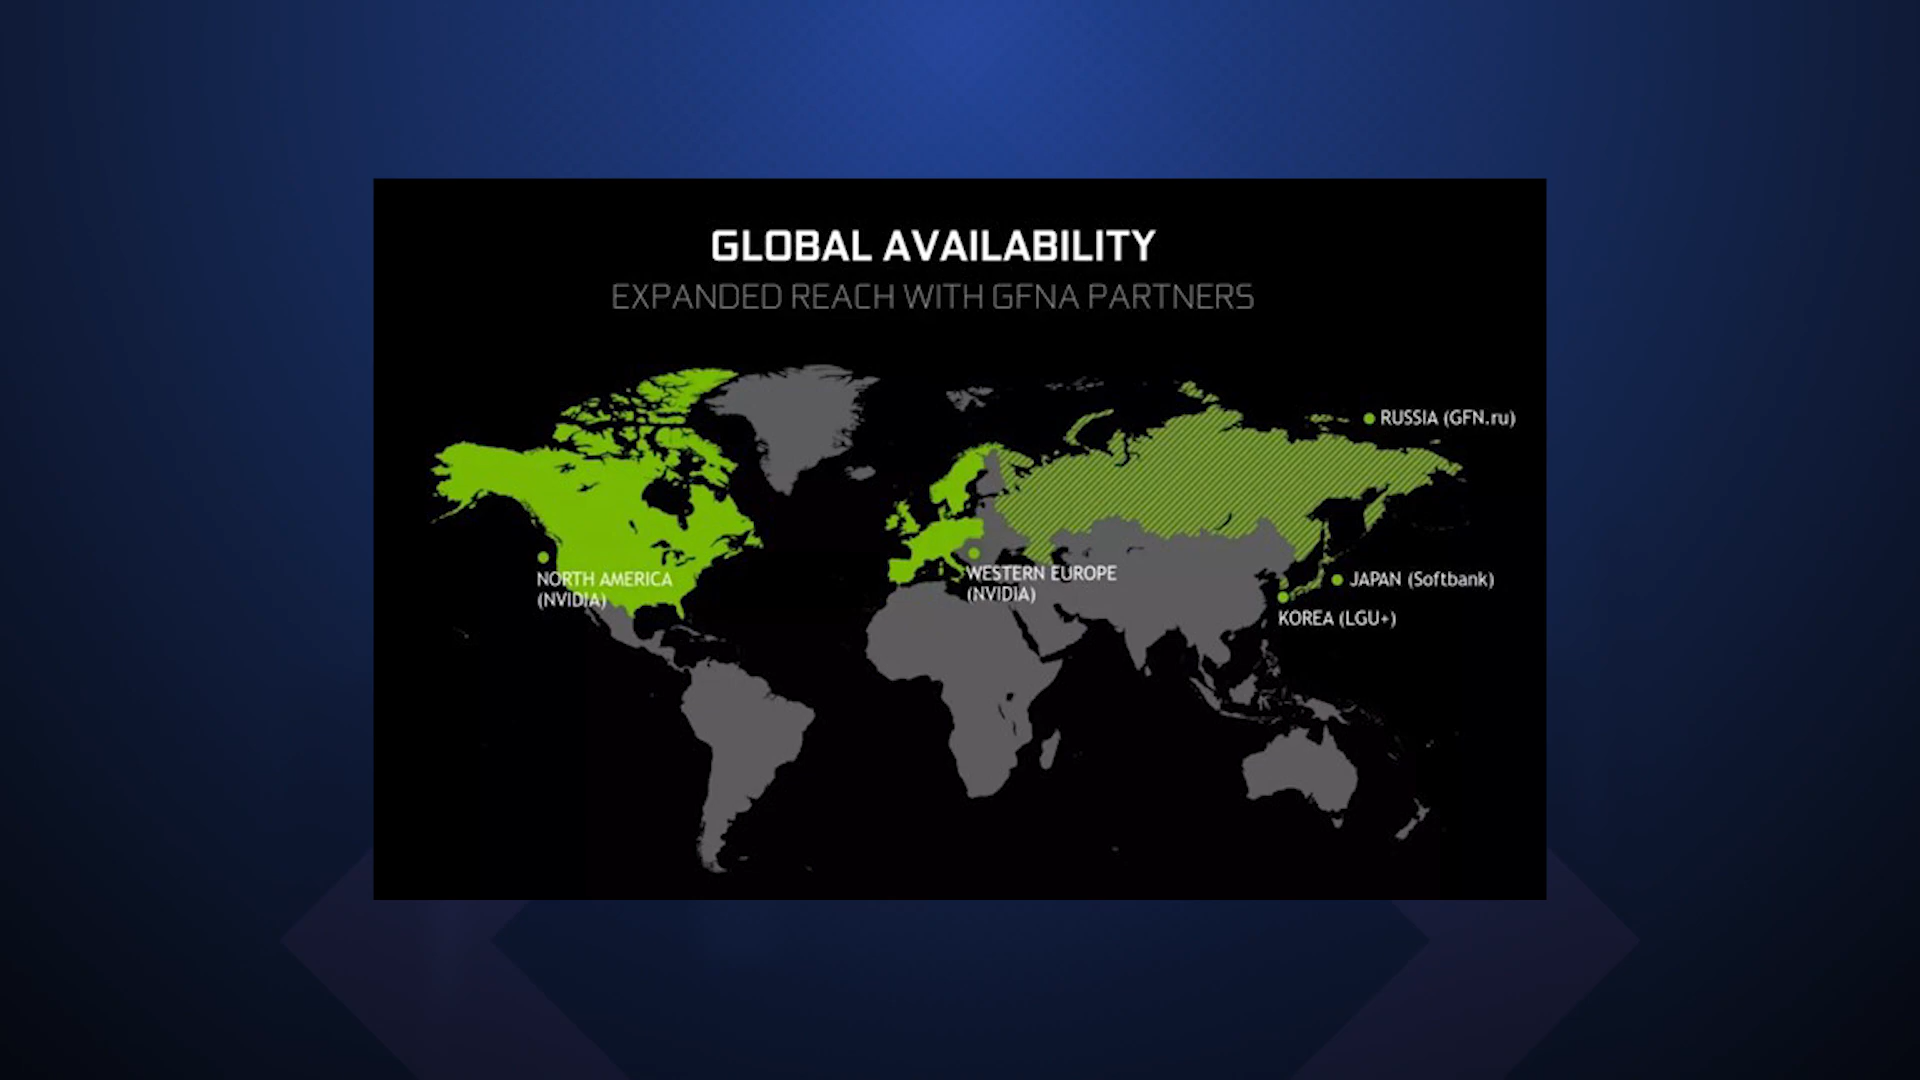 GLOBAL AVAILABILITY
EXPANDED REACH WITH GFNA PARTNERS
RUSSIA (GFN.ru)
NORTH AMERICA
(NVIDIA)
WESTERN EUROPE
(NVIDIA)
JAPAN (Softbank)
KOREA (LGU+)